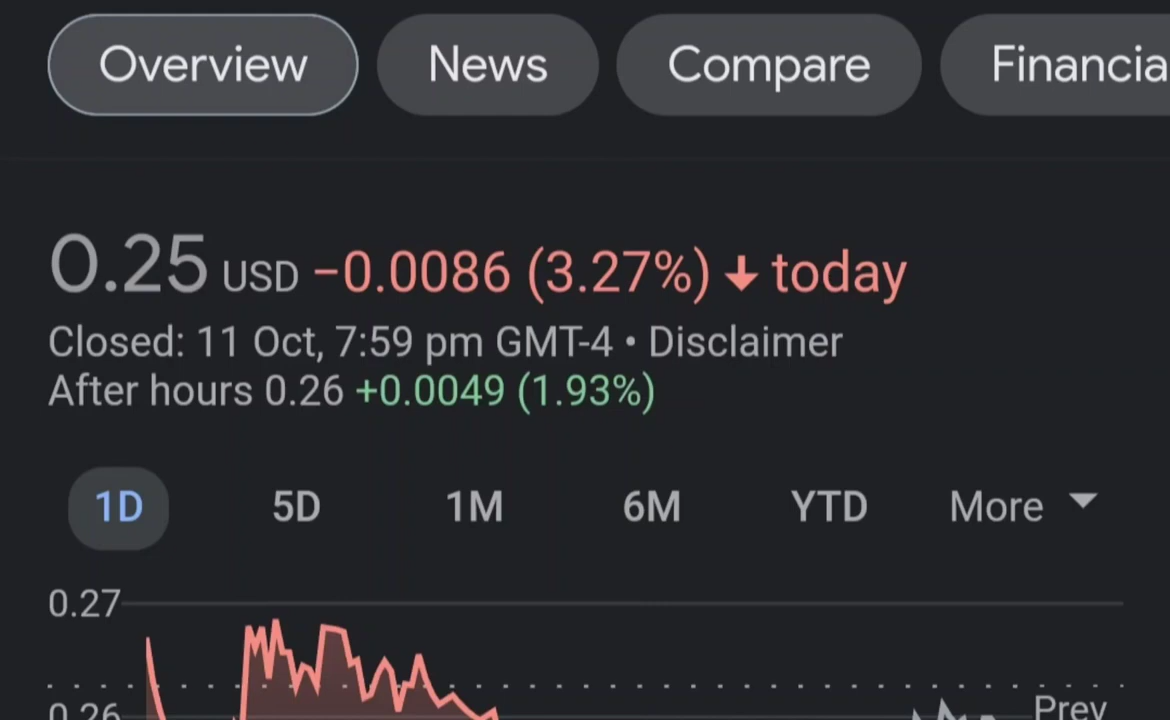 Overview News Compare Financia
0.25 USD −0.0086 (3.27%) ↓ today
Closed: 11 Oct, 7:59 pm GMT-4 • Disclaimer
After hours 0.26 +0.0049 (1.93%)
1D 5D 1M 6M YTD More
0.27
0.26
Prev